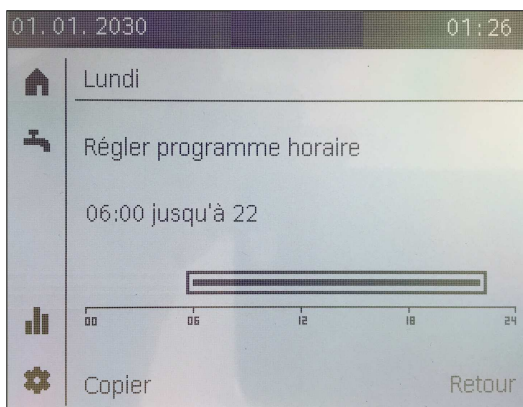 01.01.2030 01:26
Lundi
Régler programme horaire
06:00 jusqu'à 22
00 06 12 18 24
Copier Retour